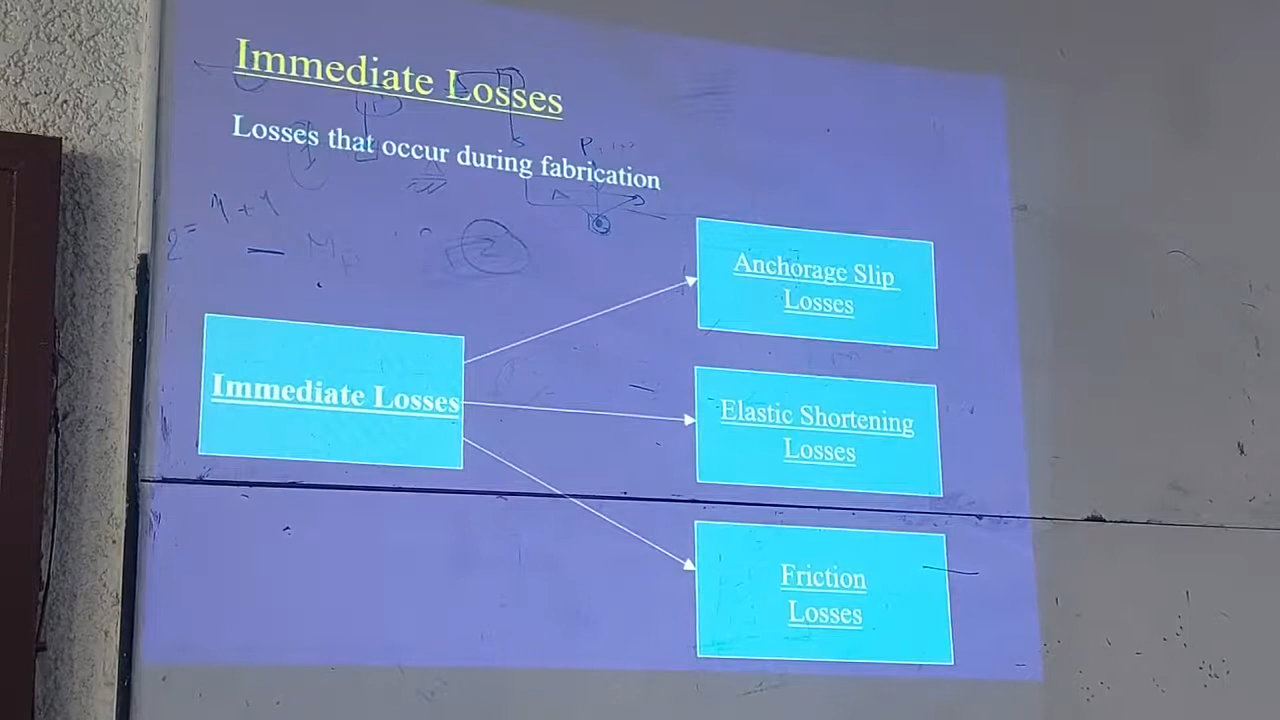 Immediate Losses
Losses that occur during fabrication
Immediate Losses
Anchorage Slip
Losses
Elastic Shortening
Losses
Friction
Losses